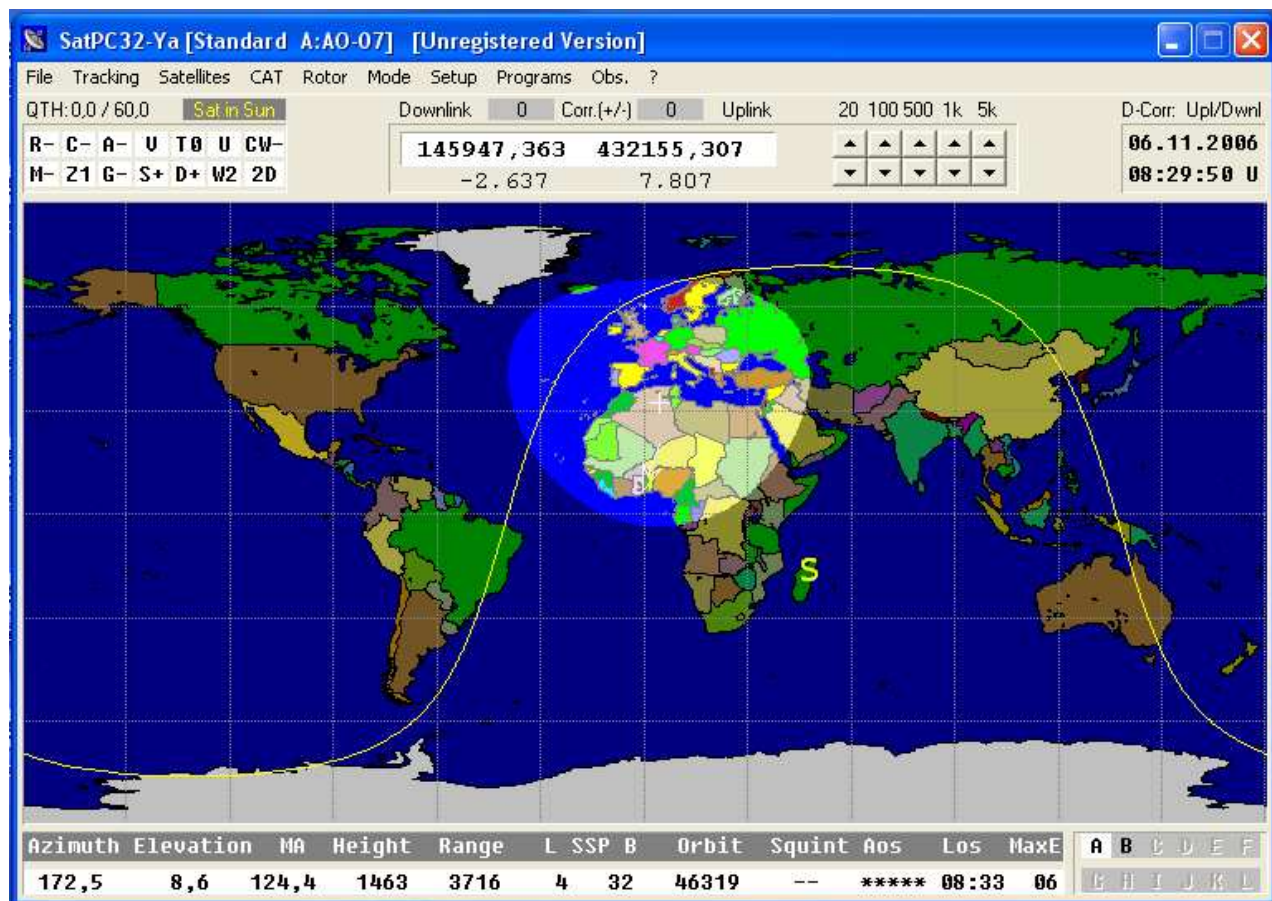 SatPC32-Ya [Standard A:AO-07] [Unregistered Version]
File Tracking Satellites CAT Rotor Mode Setup Programs Obs. ?
QTH: 0,0 / 60,0 Sat in Sun Downlink 0 Corr.(+/-) 0 Uplink 20 100 500 1k 5k D-Corr: Upl/Dwnl
R- C- A- V T0 U CW- 145947,363 432155,307 06.11.2006
M- Z1 G- S+ D+ W2 2D -2.637 7.807 08:29:50 U
S
Azimuth Elevation MA Height Range L SSP B Orbit Squint Aos Los MaxE A B C D E F
172,5 8,6 124,4 1463 3716 4 32 46319 -- ***** 08:33 06 G H I J K L